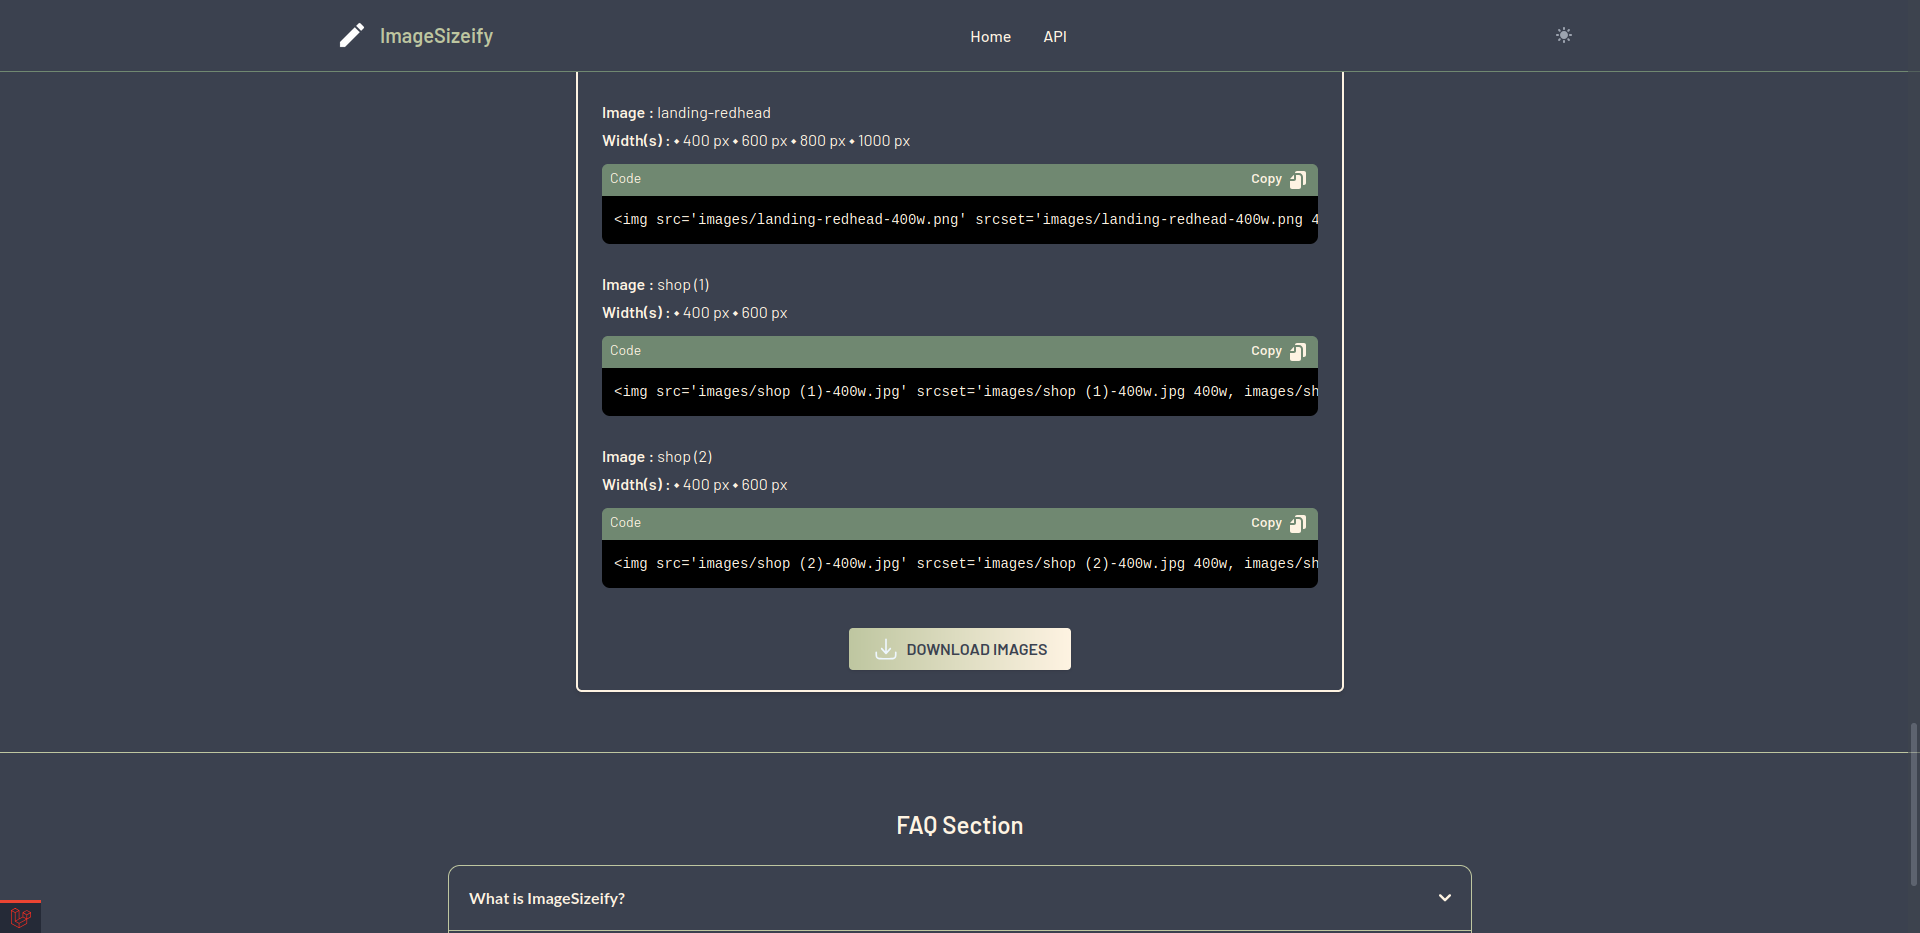 ImageSizeify
Home
API
Image : landing-redhead
Width(s) : • 400 px • 600 px • 800 px • 1000 px
Code
Copy
<img src='images/landing-redhead-400w.png' srcset='images/landing-redhead-400w.png 4
Image : shop (1)
Width(s) : • 400 px • 600 px
Code
Copy
<img src='images/shop (1)-400w.jpg' srcset='images/shop (1)-400w.jpg 400w, images/sh
Image : shop (2)
Width(s) : • 400 px • 600 px
Code
Copy
<img src='images/shop (2)-400w.jpg' srcset='images/shop (2)-400w.jpg 400w, images/sh
DOWNLOAD IMAGES
FAQ Section
What is ImageSizeify?